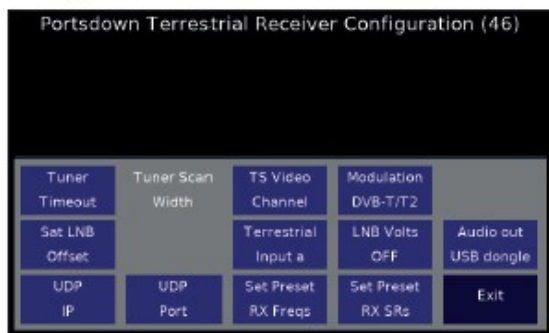 Portsdown Terrestrial Receiver Configuration (46)
Tuner Tuner Scan TS Video Modulation
Timeout Width Channel DVB-T/T2
Sat LNB Terrestrial LNB Volts Audio out
Offset Input a OFF USB dongle
UDP UDP Set Preset Set Preset Exit
IP Port RX Freqs RX SRs